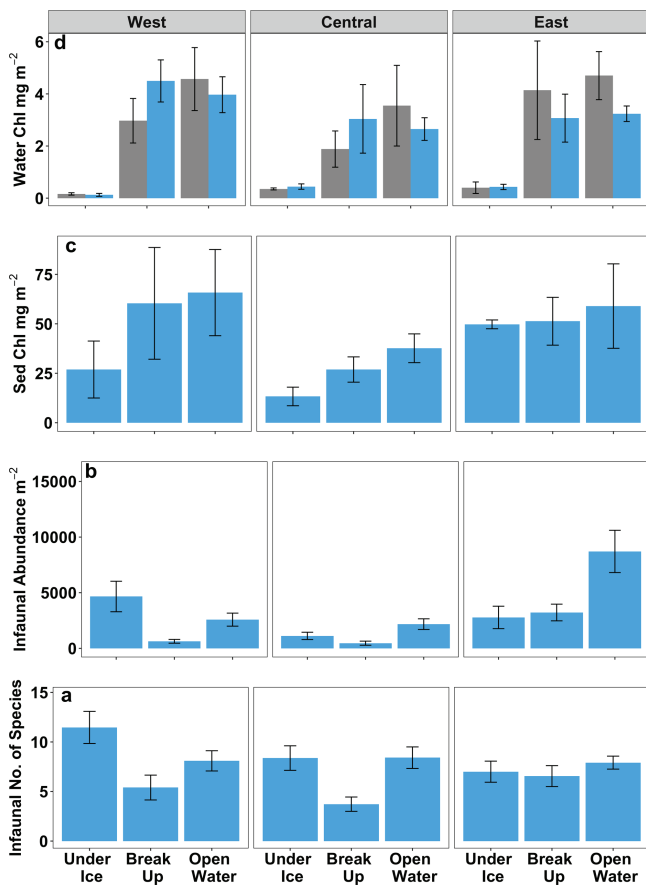 West
Central
East
d
Water Chl mg m⁻²
6
4
2
0
c
Sed Chl mg m⁻²
75
50
25
0
b
Infaunal Abundance m⁻²
15000
10000
5000
0
a
Infaunal No. of Species
15
10
5
0
Under Ice
Break Up
Open Water
Under Ice
Break Up
Open Water
Under Ice
Break Up
Open Water